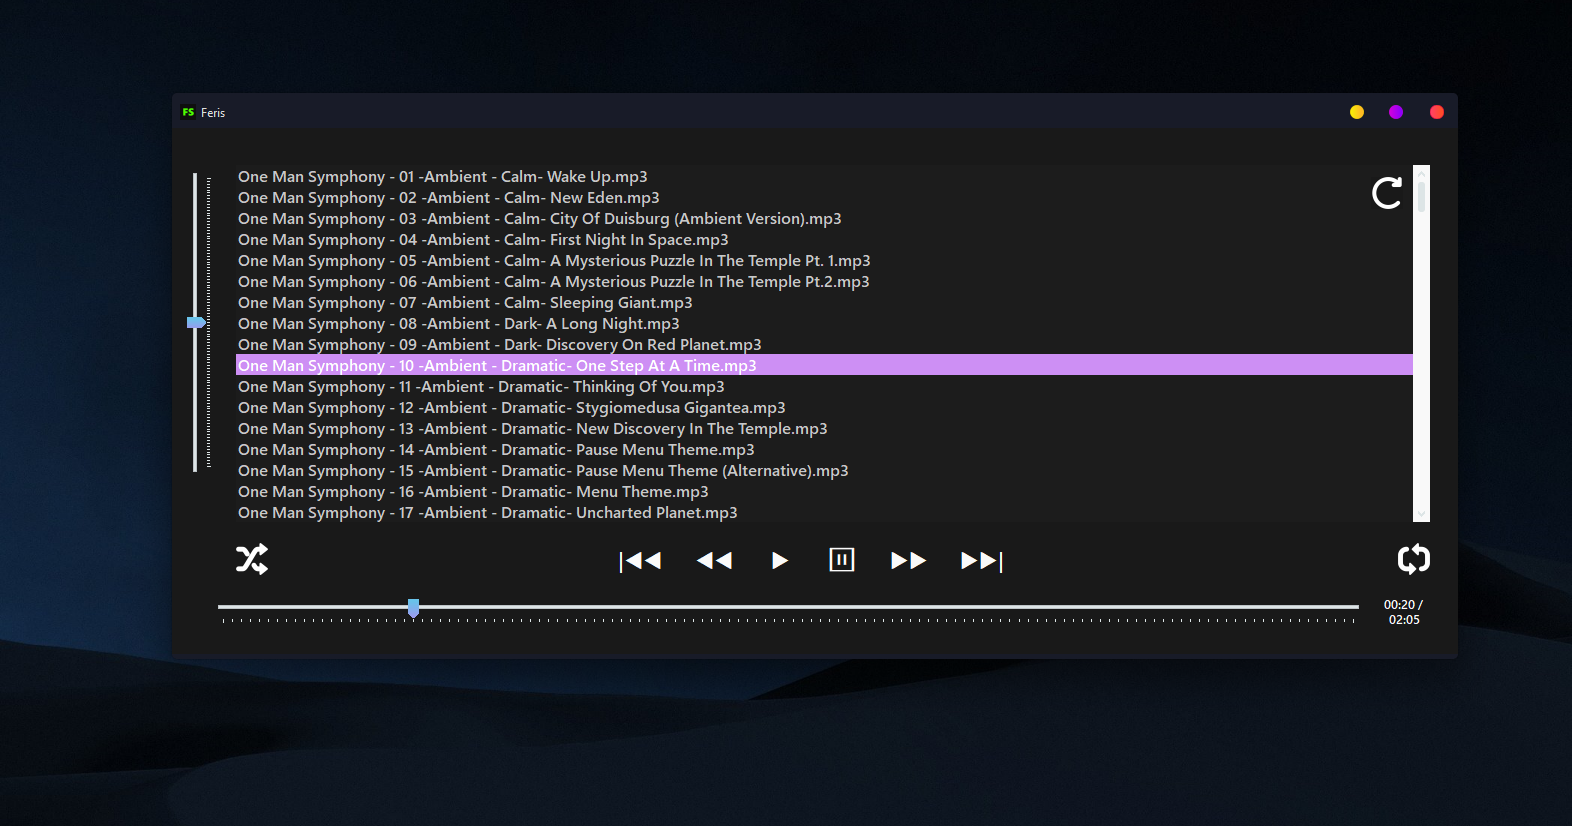 FS Feris
One Man Symphony - 01 -Ambient - Calm- Wake Up.mp3
One Man Symphony - 02 -Ambient - Calm- New Eden.mp3
One Man Symphony - 03 -Ambient - Calm- City Of Duisburg (Ambient Version).mp3
One Man Symphony - 04 -Ambient - Calm- First Night In Space.mp3
One Man Symphony - 05 -Ambient - Calm- A Mysterious Puzzle In The Temple Pt. 1.mp3
One Man Symphony - 06 -Ambient - Calm- A Mysterious Puzzle In The Temple Pt.2.mp3
One Man Symphony - 07 -Ambient - Calm- Sleeping Giant.mp3
One Man Symphony - 08 -Ambient - Dark- A Long Night.mp3
One Man Symphony - 09 -Ambient - Dark- Discovery On Red Planet.mp3
One Man Symphony - 10 -Ambient - Dramatic- One Step At A Time.mp3
One Man Symphony - 11 -Ambient - Dramatic- Thinking Of You.mp3
One Man Symphony - 12 -Ambient - Dramatic- Stygiomedusa Gigantea.mp3
One Man Symphony - 13 -Ambient - Dramatic- New Discovery In The Temple.mp3
One Man Symphony - 14 -Ambient - Dramatic- Pause Menu Theme.mp3
One Man Symphony - 15 -Ambient - Dramatic- Pause Menu Theme (Alternative).mp3
One Man Symphony - 16 -Ambient - Dramatic- Menu Theme.mp3
One Man Symphony - 17 -Ambient - Dramatic- Uncharted Planet.mp3
00:20 /
02:05